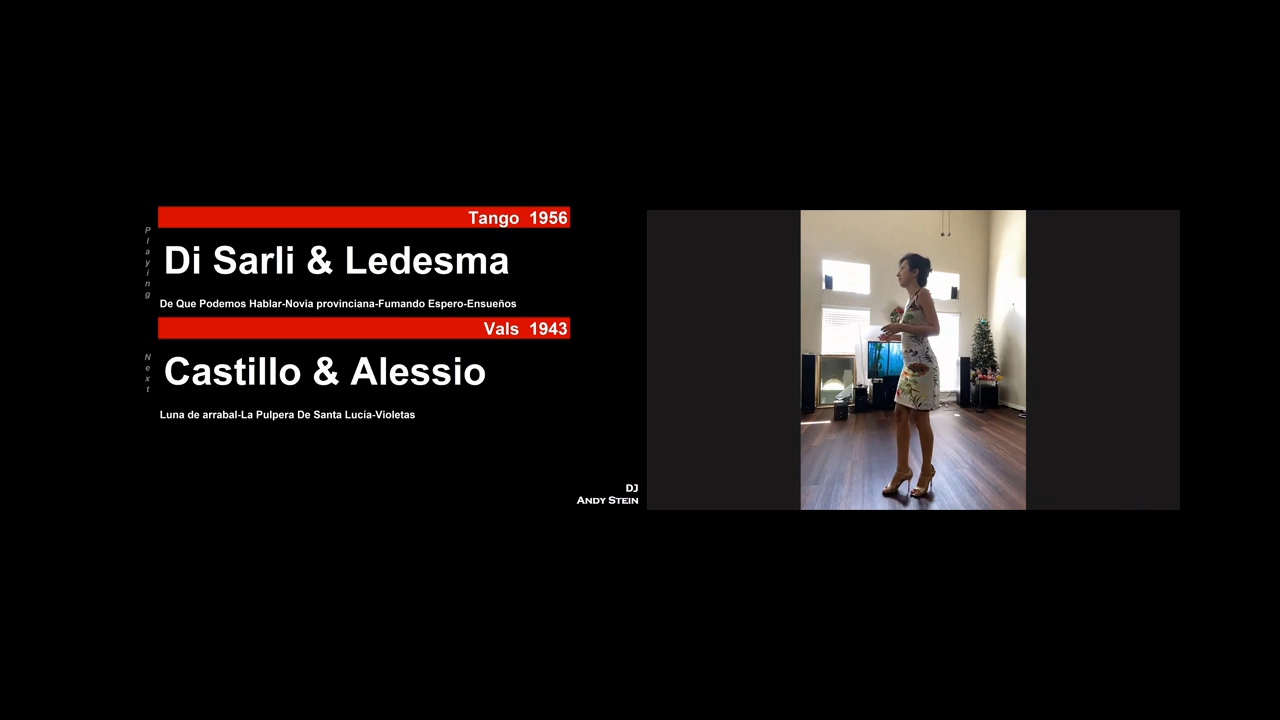 Playing
Tango 1956
Di Sarli & Ledesma
De Que Podemos Hablar-Novia provinciana-Fumando Espero-Ensueños
Next
Vals 1943
Castillo & Alessio
Luna de arrabal-La Pulpera De Santa Lucía-Violetas
DJ
ANDY STEIN